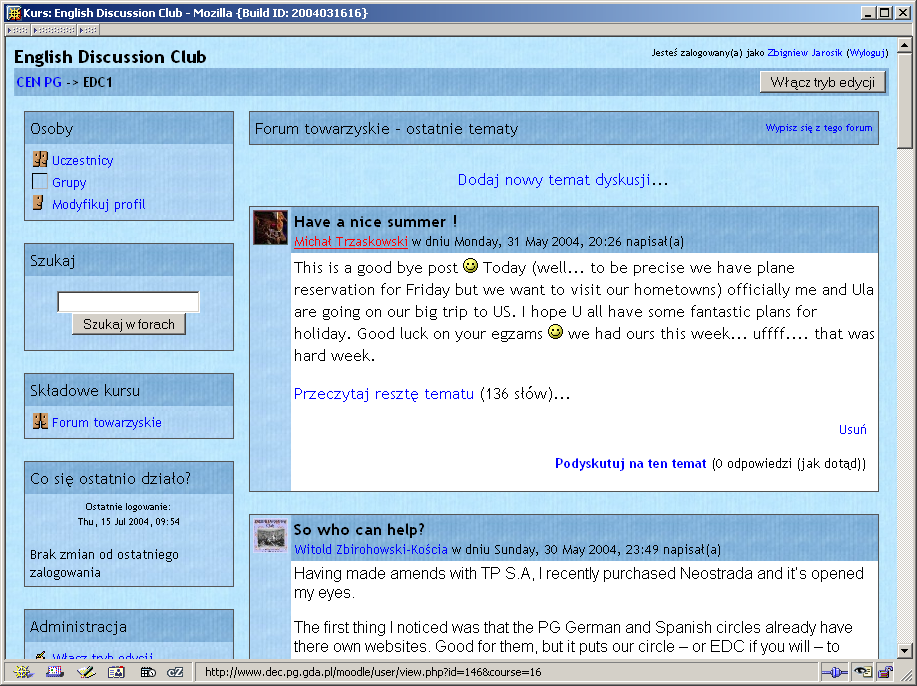 Kurs: English Discussion Club - Mozilla {Build ID: 2004031616}
English Discussion Club
Jesteś zalogowany(a) jako Zbigniew Jarosik (Wyloguj)
CEN PG -> EDC1
Włącz tryb edycji
Osoby
Uczestnicy
Grupy
Modyfikuj profil
Szukaj
Szukaj w forach
Składowe kursu
Forum towarzyskie
Co się ostatnio działo?
Ostatnie logowanie:
Thu, 15 Jul 2004, 09:54
Brak zmian od ostatniego
zalogowania
Administracja
Włącz tryb edycji
Forum towarzyskie - ostatnie tematy
Wypisz się z tego forum
Dodaj nowy temat dyskusji...
Have a nice summer !
Michał Trzaskowski w dniu Monday, 31 May 2004, 20:26 napisał(a)
This is a good bye post Today (well... to be precise we have plane
reservation for Friday but we want to visit our hometowns) officially me and Ula
are going on our big trip to US. I hope U all have some fantastic plans for
holiday. Good luck on your egzams we had ours this week... uffff.... that was
hard week.
Przeczytaj resztę tematu (136 słów)...
Usuń
Podyskutuj na ten temat (0 odpowiedzi (jak dotąd))
So who can help?
Witold Zbirohowski-Kościa w dniu Sunday, 30 May 2004, 23:49 napisał(a)
Having made amends with TP S.A, I recently purchased Neostrada and it's opened
my eyes.
The first thing I noticed was that the PG German and Spanish circles already have
there own websites. Good for them, but it puts our circle – or EDC if you will – to
http://www.dec.pg.gda.pl/moodle/user/view.php?id=146&course=16